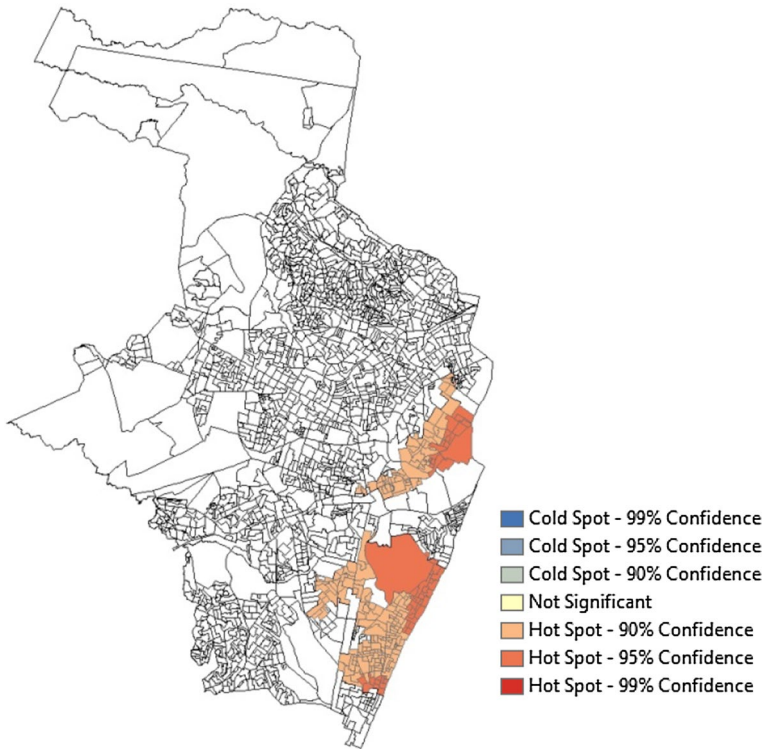 Cold Spot - 99% Confidence
Cold Spot - 95% Confidence
Cold Spot - 90% Confidence
Not Significant
Hot Spot - 90% Confidence
Hot Spot - 95% Confidence
Hot Spot - 99% Confidence